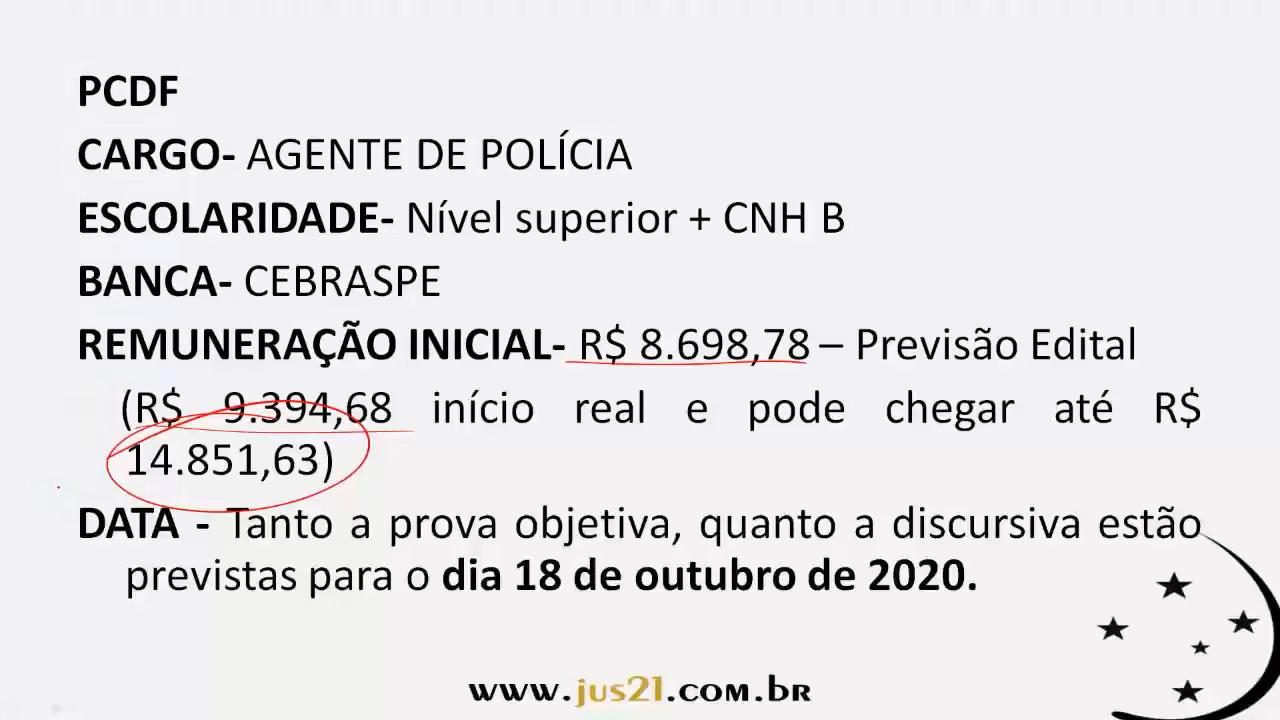 PCDF
CARGO- AGENTE DE POLÍCIA
ESCOLARIDADE- Nível superior + CNH B
BANCA- CEBRASPE
REMUNERAÇÃO INICIAL- R$ 8.698,78 – Previsão Edital
(R$ 9.394,68 início real e pode chegar até R$
14.851,63)
DATA - Tanto a prova objetiva, quanto a discursiva estão
previstas para o dia 18 de outubro de 2020.
www.jus21.com.br